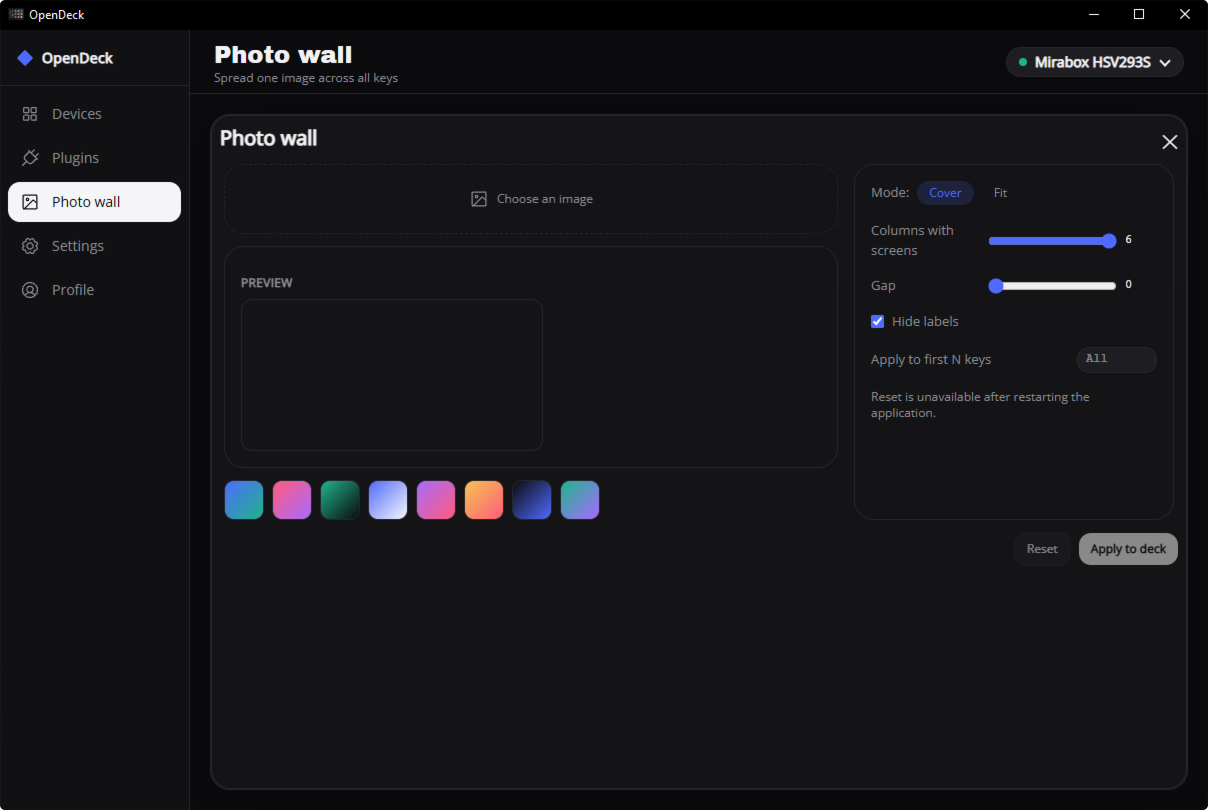 OpenDeck
OpenDeck
Photo wall
Spread one image across all keys
Mirabox HSV293S
Devices
Plugins
Photo wall
Settings
Profile
Photo wall
Choose an image
PREVIEW
Mode: Cover Fit
Columns with
screens
6
Gap 0
Hide labels
Apply to first N keys All
Reset is unavailable after restarting the
application.
Reset Apply to deck